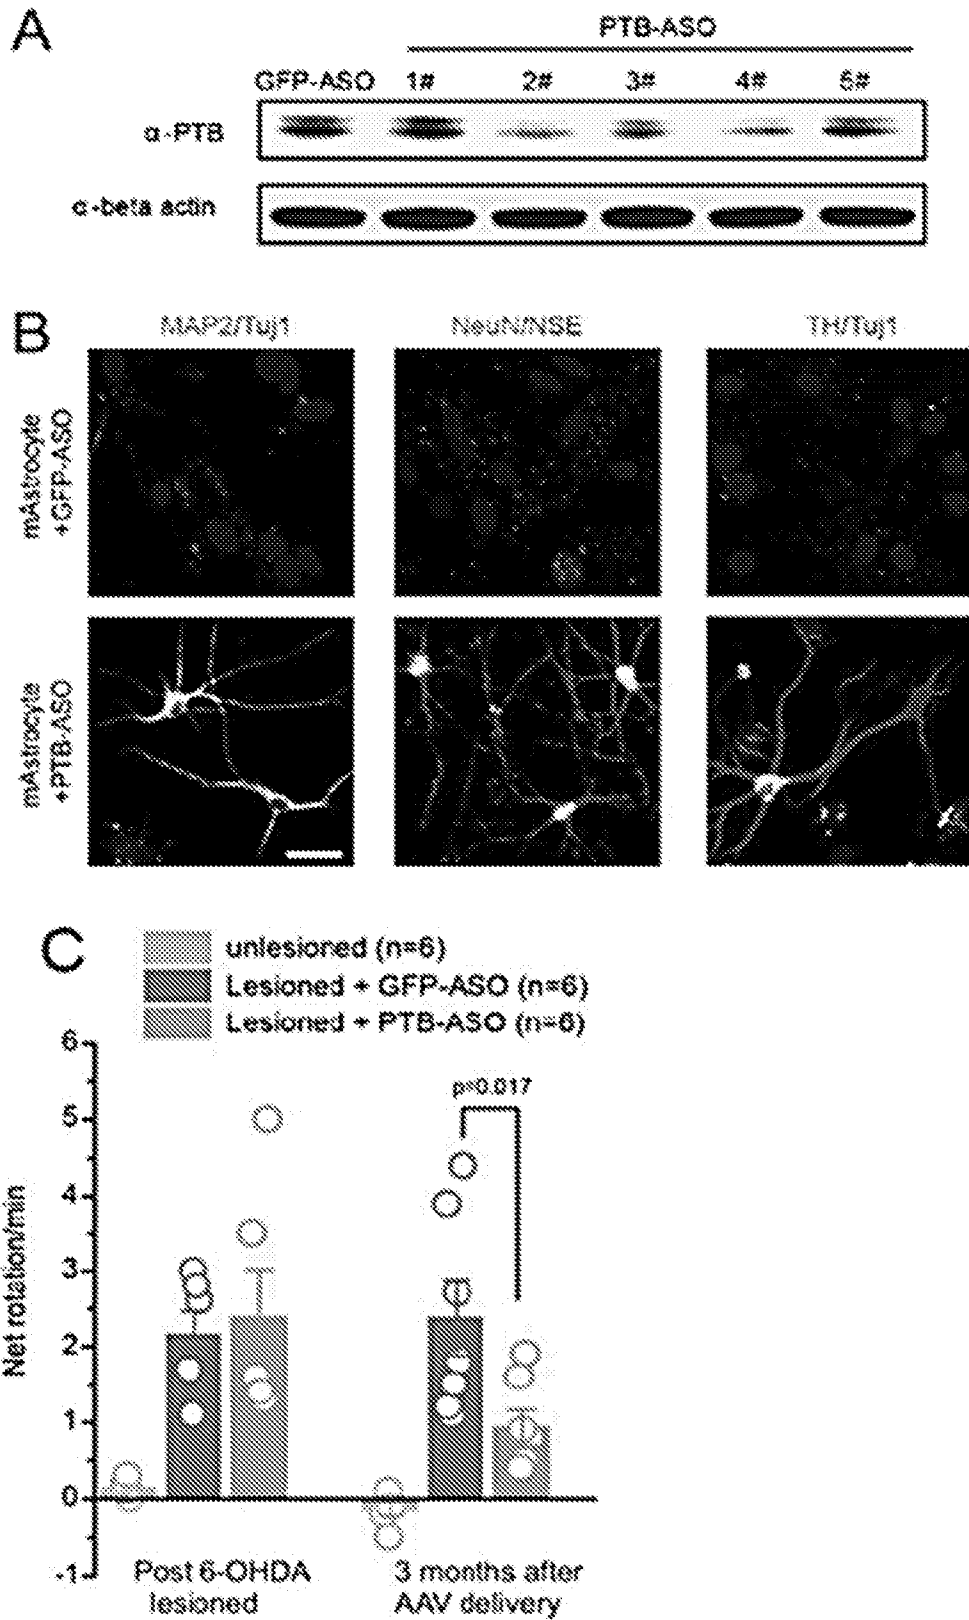 A
PTB-ASO
GFP-ASO 1# 2# 3# 4# 5#
α-PTB
α-beta actin
B
MAP2/Tuj1 NeuN/NSE TH/Tuj1
mAstrocyte
+GFP-ASO
mAstrocyte
+PTB-ASO
C
unlesioned (n=6)
Lesioned + GFP-ASO (n=6)
Lesioned + PTB-ASO (n=6)
p=0.017
Net rotation/min
6
5
4
3
2
1
0
-1
Post 6-OHDA
lesioned
3 months after
AAV delivery